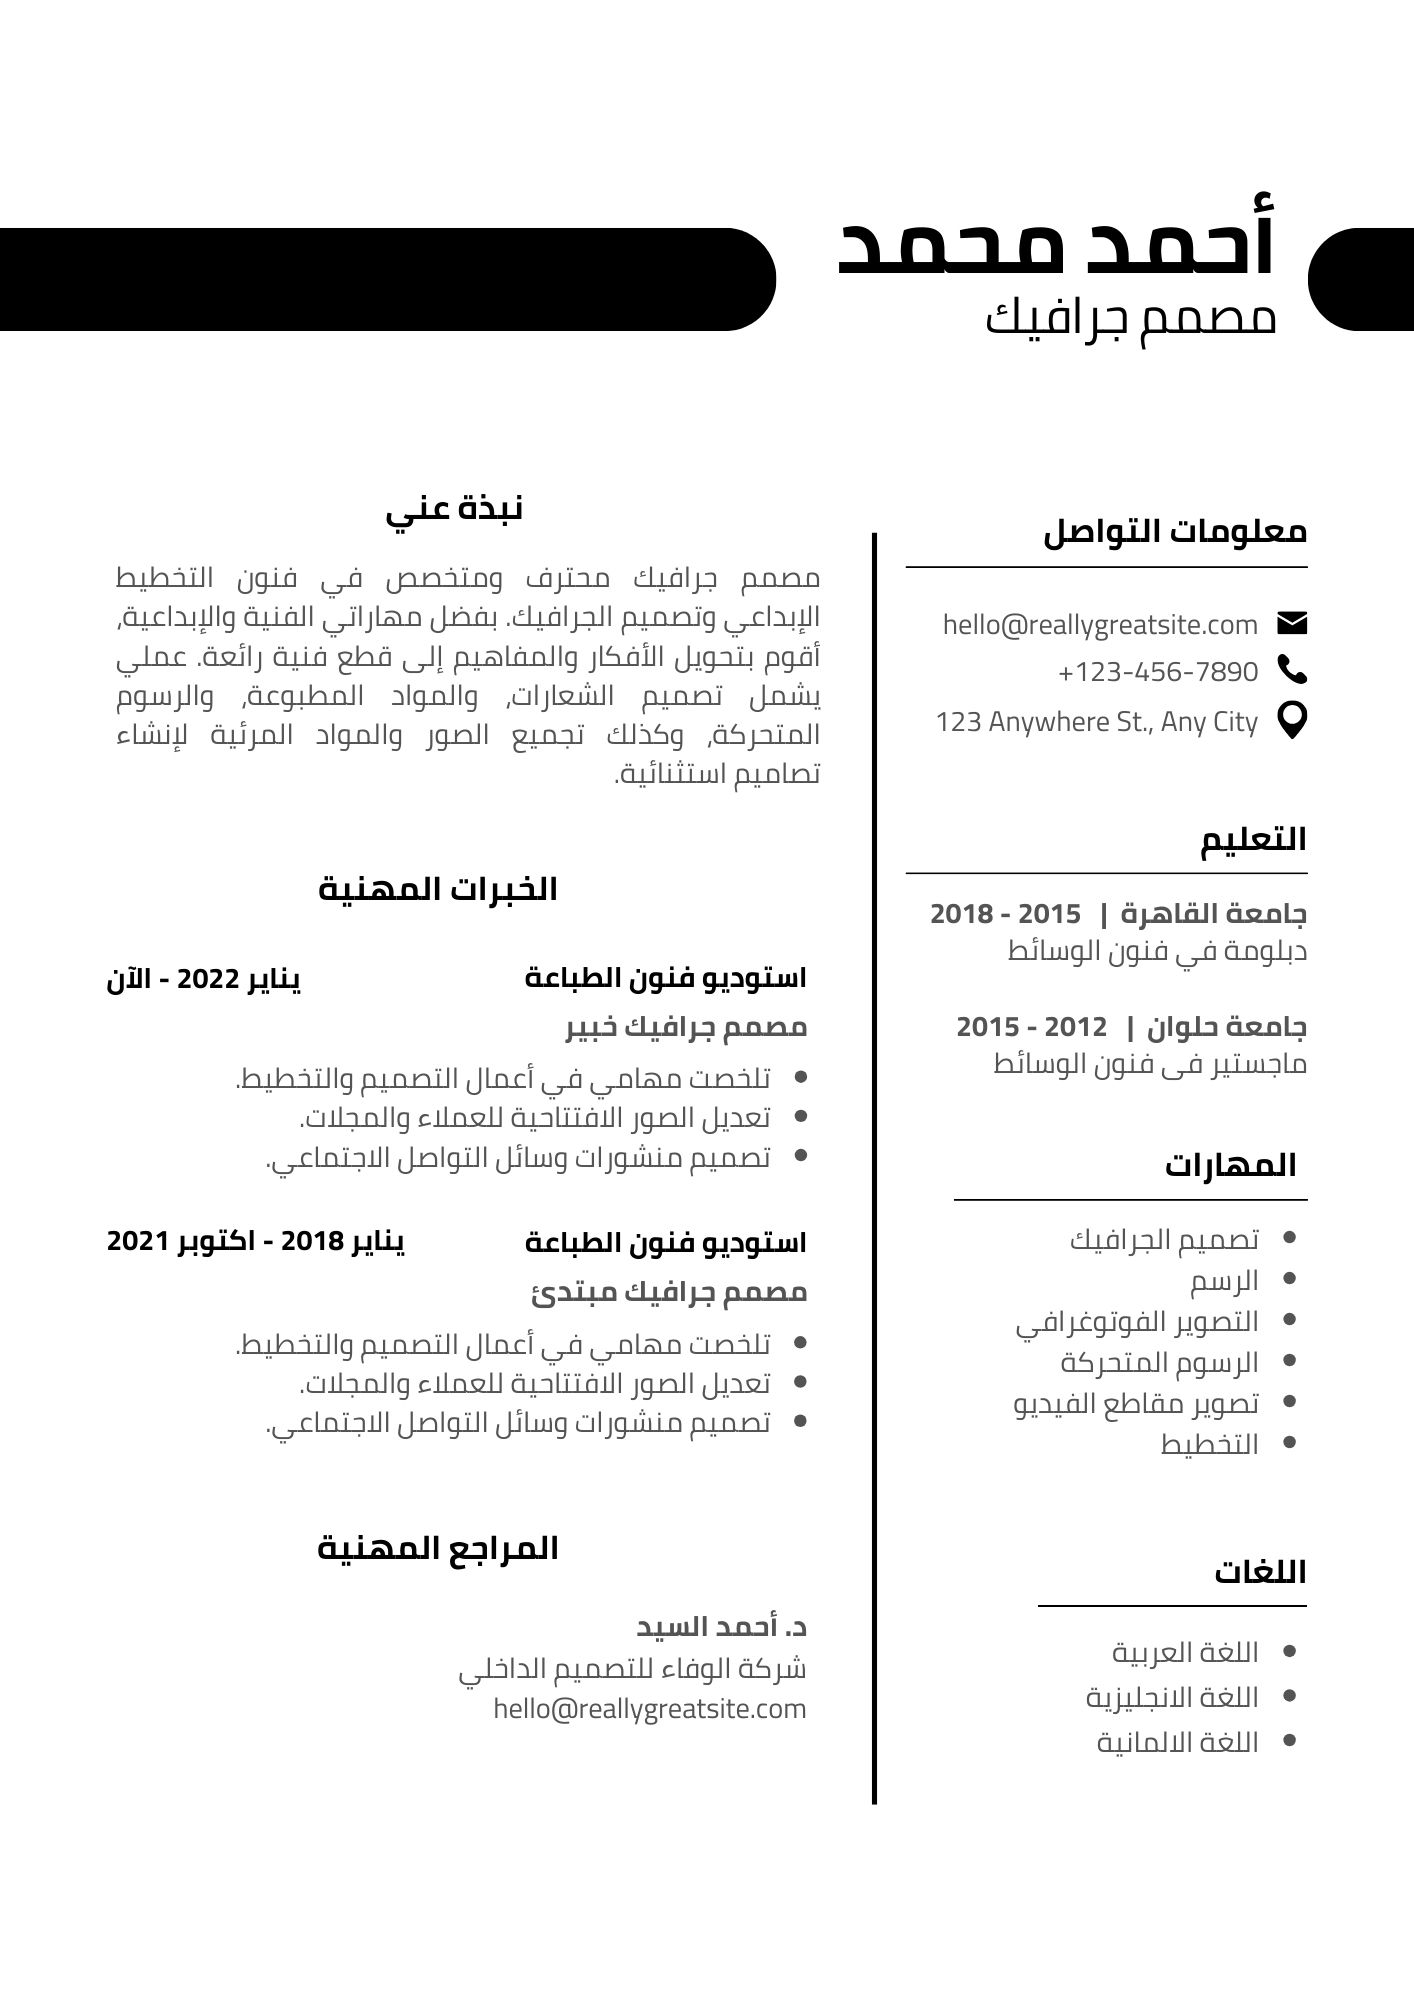 أحمد محمد
مصمم جرافيك
معلومات التواصل
hello@reallygreatsite.com
+123-456-7890
123 Anywhere St., Any City
التعليم
جامعة القاهرة | 2015 - 2018
دبلومة في فنون الوسائط
جامعة حلوان | 2012 - 2015
ماجستير فى فنون الوسائط
المهارات
تصميم الجرافيك
الرسم
التصوير الفوتوغرافي
الرسوم المتحركة
تصوير مقاطع الفيديو
التخطيط
اللغات
اللغة العربية
اللغة الانجليزية
اللغة الالمانية
نبذة عني
مصمم جرافيك محترف ومتخصص في فنون التخطيط
الإبداعي وتصميم الجرافيك. بفضل مهاراتي الفنية والإبداعية،
أقوم بتحويل الأفكار والمفاهيم إلى قطع فنية رائعة. عملي
يشمل تصميم الشعارات، والمواد المطبوعة، والرسوم
المتحركة، وكذلك تجميع الصور والمواد المرئية لإنشاء
تصاميم استثنائية.
الخبرات المهنية
استوديو فنون الطباعة يناير 2022 - الآن
مصمم جرافيك خبير
تلخصت مهامي في أعمال التصميم والتخطيط.
تعديل الصور الافتتاحية للعملاء والمجلات.
تصميم منشورات وسائل التواصل الاجتماعي.
استوديو فنون الطباعة يناير 2018 - اكتوبر 2021
مصمم جرافيك مبتدئ
تلخصت مهامي في أعمال التصميم والتخطيط.
تعديل الصور الافتتاحية للعملاء والمجلات.
تصميم منشورات وسائل التواصل الاجتماعي.
المراجع المهنية
د. أحمد السيد
شركة الوفاء للتصميم الداخلي
hello@reallygreatsite.com